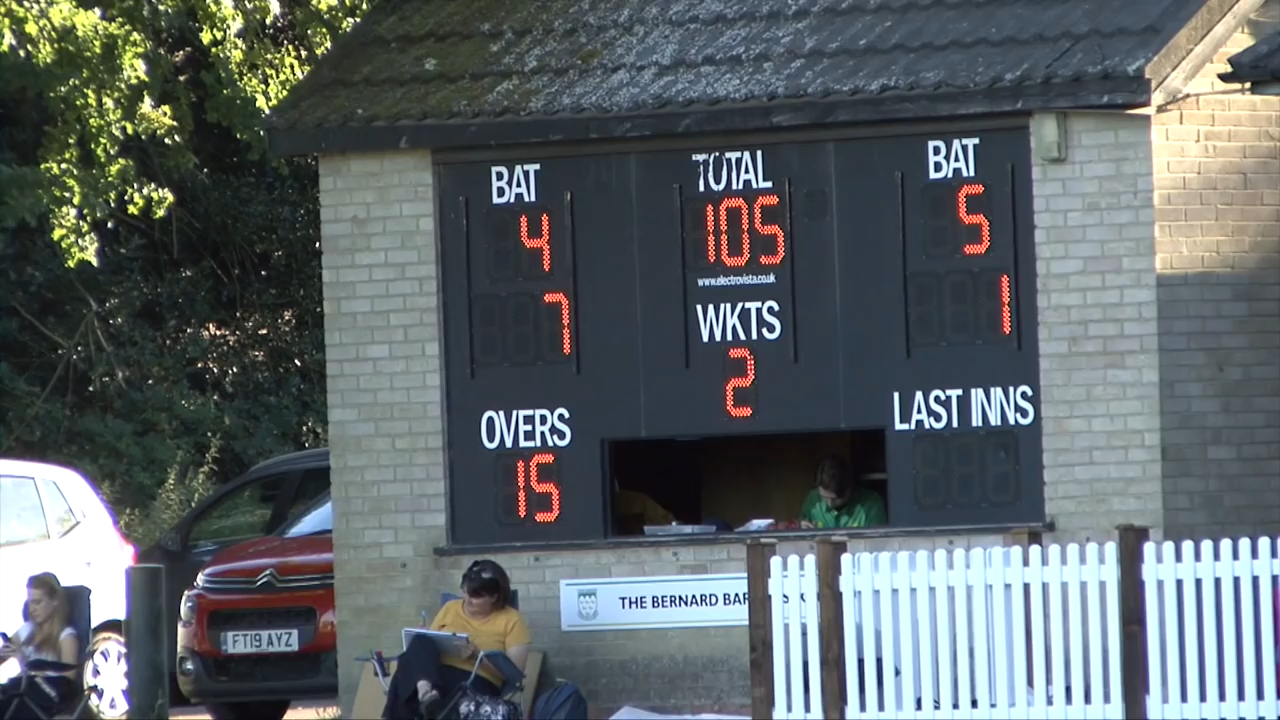 BAT TOTAL BAT
4 105 5
www.electrovista.co.uk
7 WKTS 1
2
OVERS LAST INNS
15
THE BERNARD
FT19 AYZ